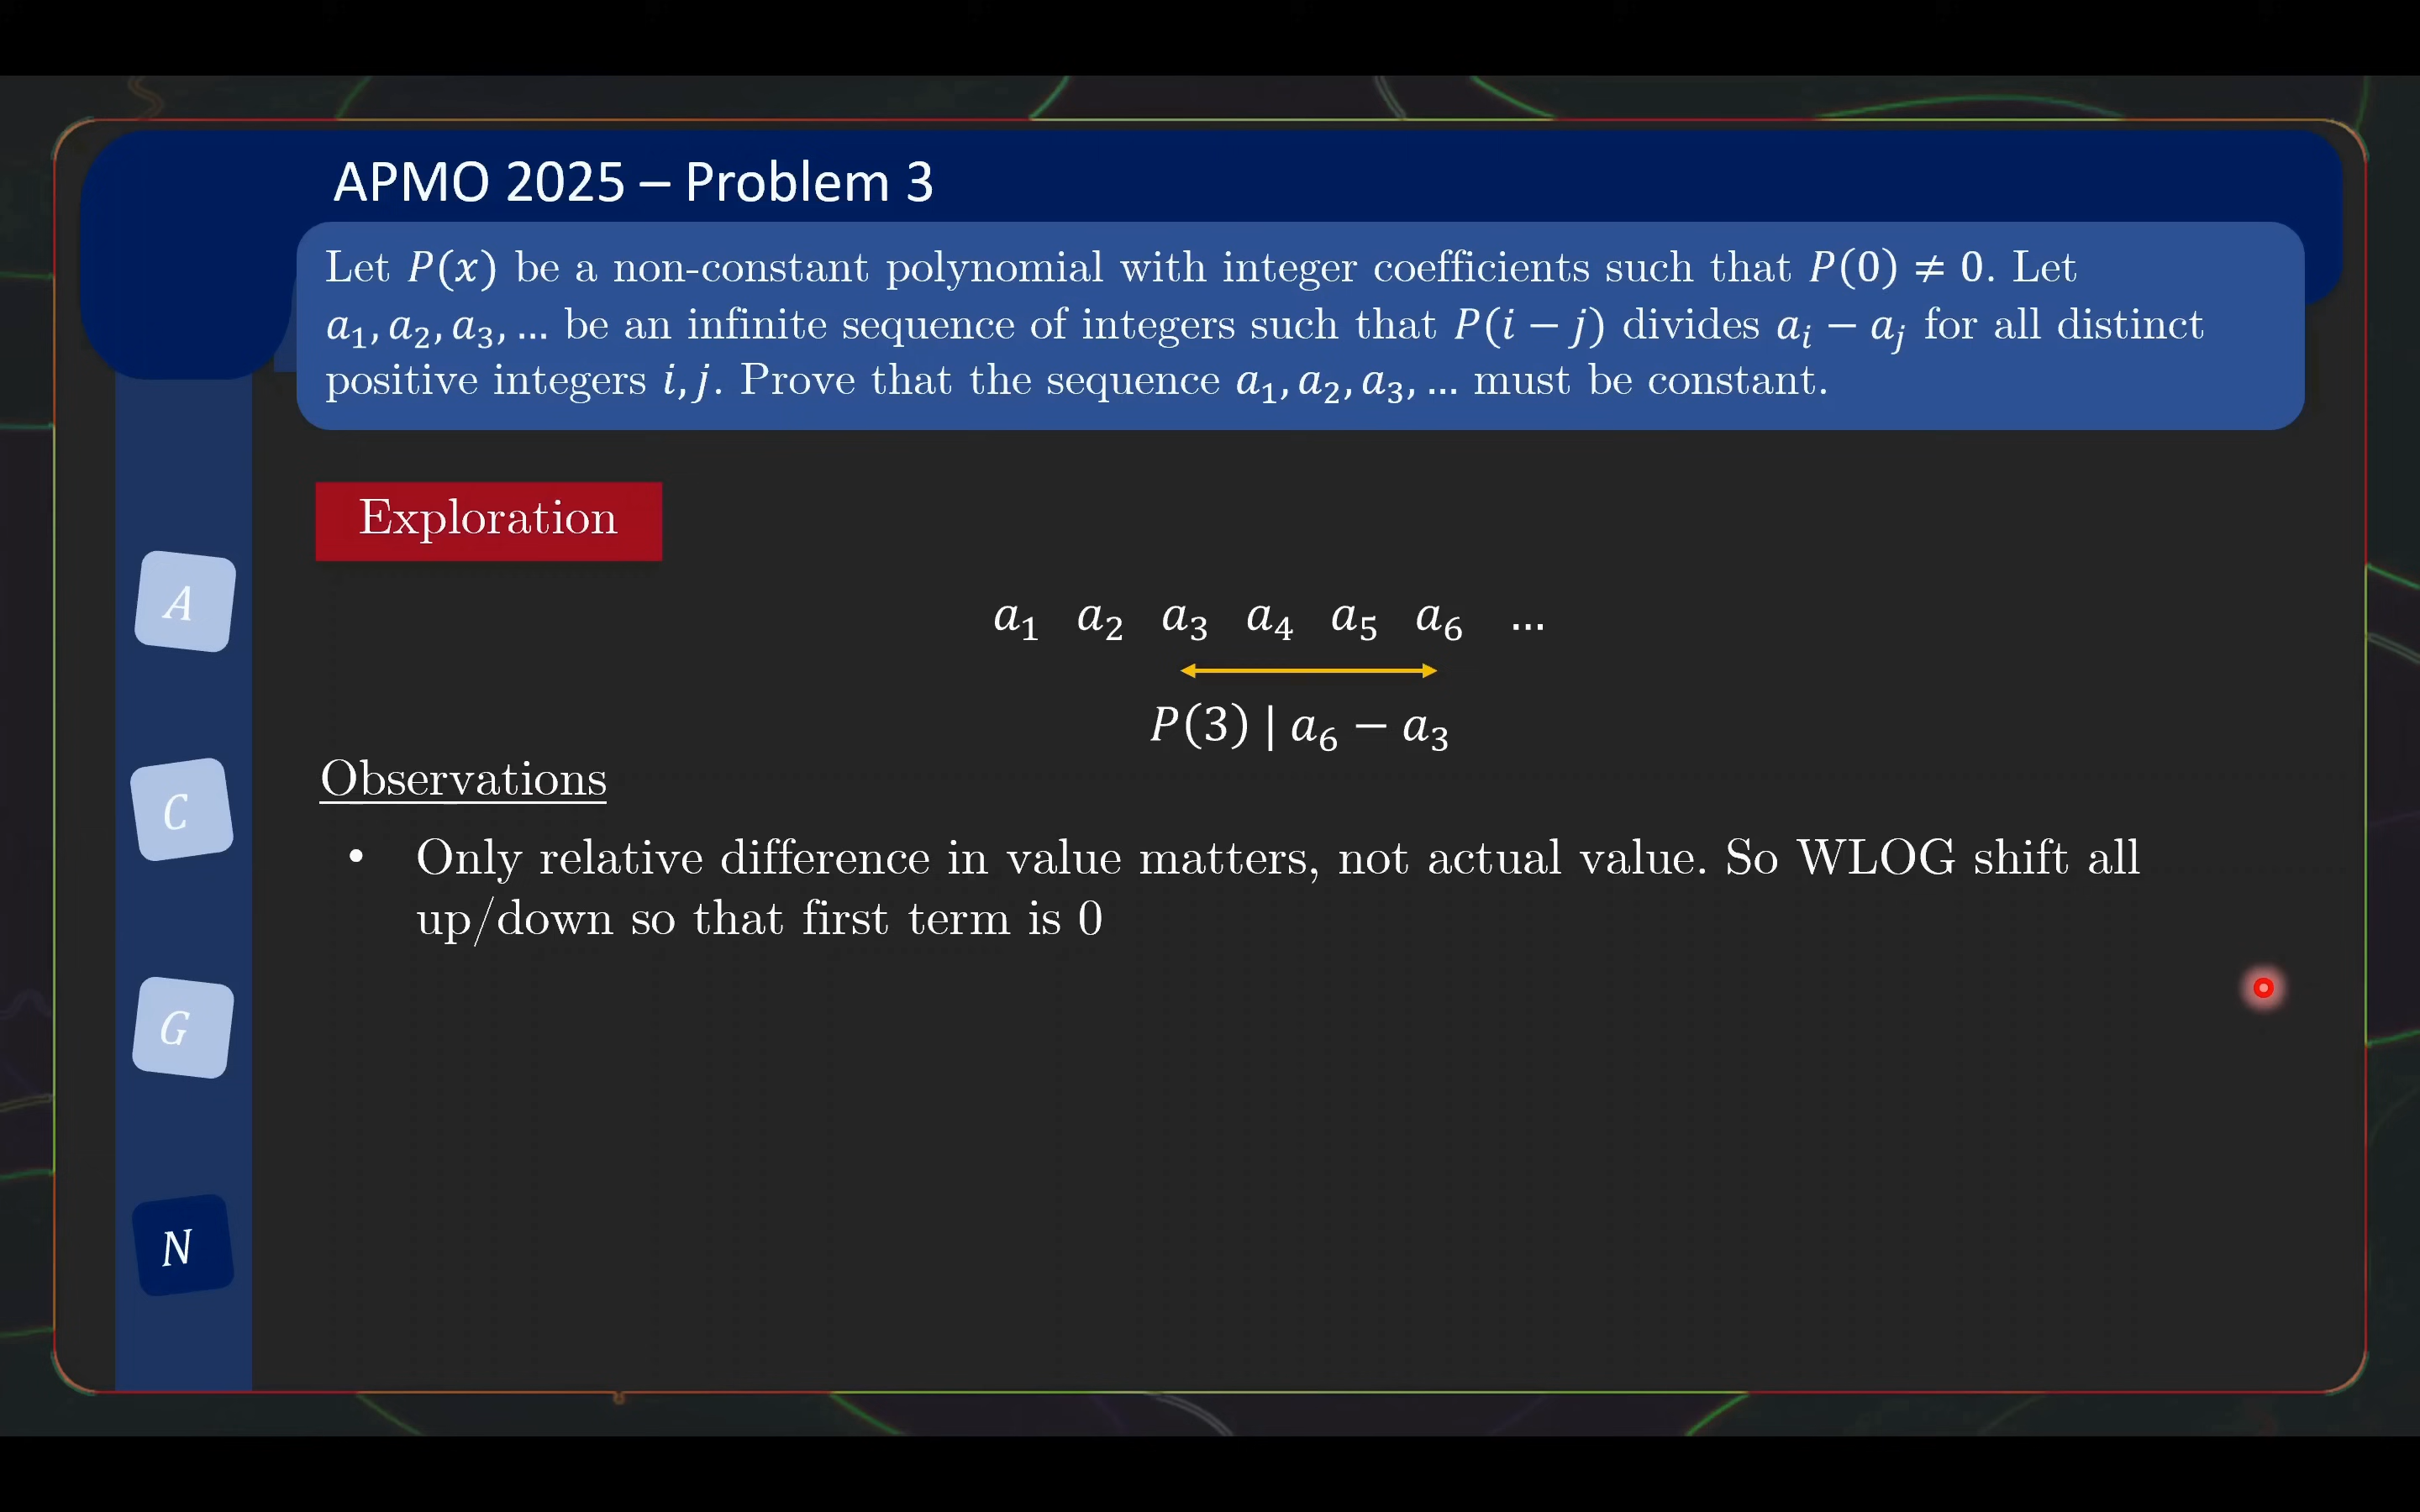 APMO 2025 – Problem 3
Let P(x) be a non-constant polynomial with integer coefficients such that P(0) ≠ 0. Let
a₁, a₂, a₃, ... be an infinite sequence of integers such that P(i − j) divides aᵢ − aⱼ for all distinct
positive integers i, j. Prove that the sequence a₁, a₂, a₃, ... must be constant.
Exploration
a₁ a₂ a₃ a₄ a₅ a₆ ...
P(3) | a₆ − a₃
Observations
• Only relative difference in value matters, not actual value. So WLOG shift all
up/down so that first term is 0
A
C
G
N